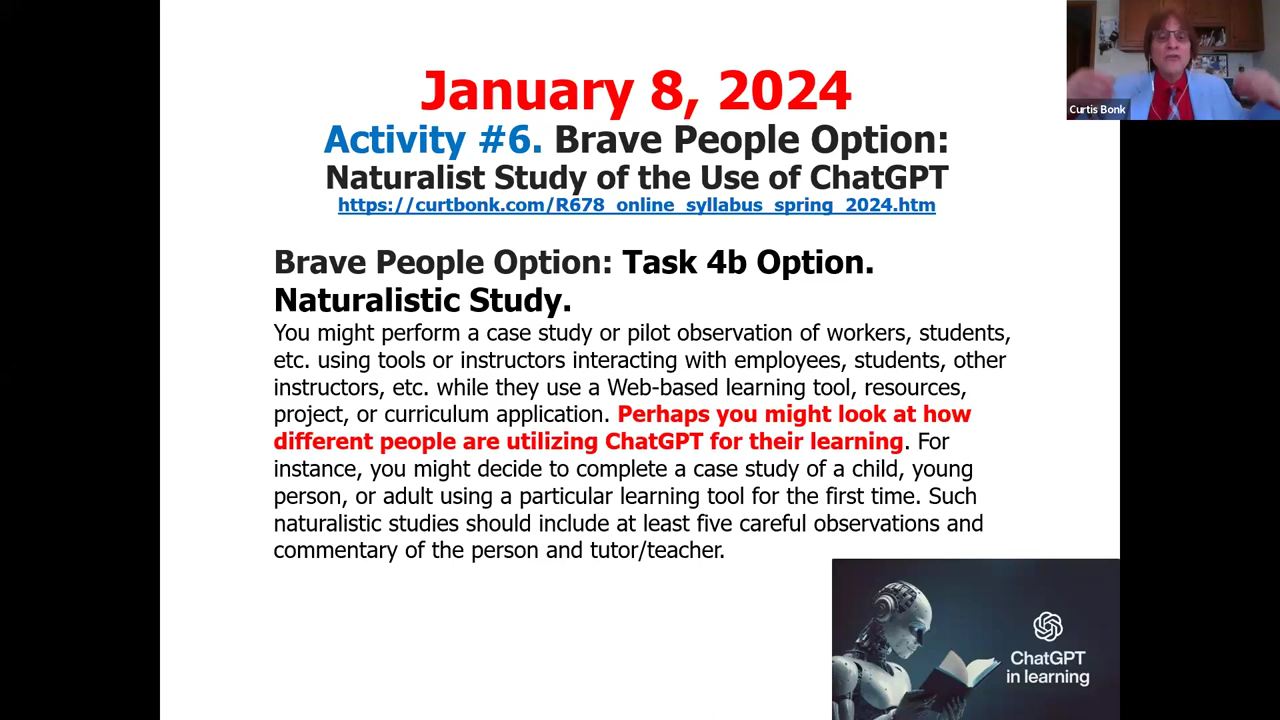 January 8, 2024
Activity #6. Brave People Option:
Naturalist Study of the Use of ChatGPT
https://curtbonk.com/R678_online_syllabus_spring_2024.htm
Brave People Option: Task 4b Option.
Naturalistic Study.
You might perform a case study or pilot observation of workers, students,
etc. using tools or instructors interacting with employees, students, other
instructors, etc. while they use a Web-based learning tool, resources,
project, or curriculum application. Perhaps you might look at how
different people are utilizing ChatGPT for their learning. For
instance, you might decide to complete a case study of a child, young
person, or adult using a particular learning tool for the first time. Such
naturalistic studies should include at least five careful observations and
commentary of the person and tutor/teacher.
ChatGPT
in learning
Curtis Bonk